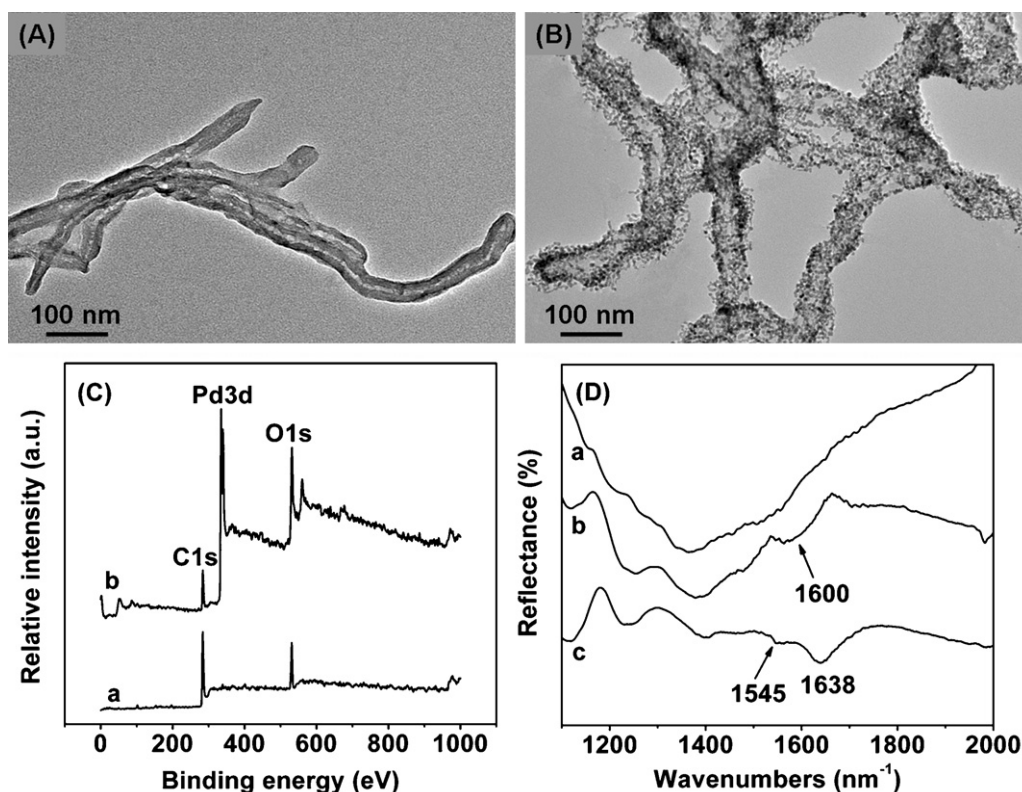 (A)
100 nm
(B)
100 nm
(C)
Pd3d
O1s
C1s
b
a
Relative intensity (a.u.)
0 200 400 600 800 1000
Binding energy (eV)
(D)
a
b
c
1600
1545
1638
Reflectance (%)
1200 1400 1600 1800 2000
Wavenumbers (nm⁻¹)